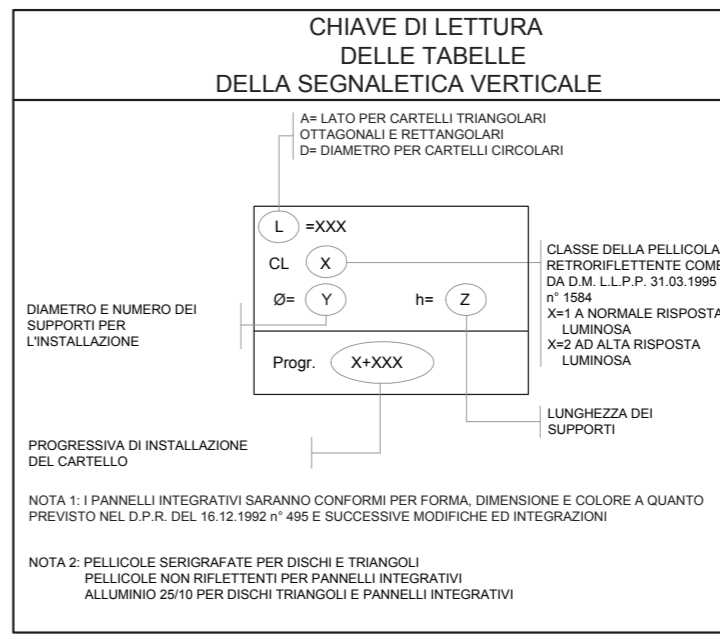 CHIAVE DI LETTURA
DELLE TABELLE
DELLA SEGNALETICA VERTICALE
A= LATO PER CARTELLI TRIANGOLARI
OTTAGONALI E RETTANGOLARI
D= DIAMETRO PER CARTELLI CIRCOLARI
L =XXX
CL X
Ø= Y h= Z
Progr. X+XXX
CLASSE DELLA PELLICOLA
RETRORIFLETTENTE COME
DA D.M. L.L.P.P. 31.03.1995
n° 1584
X=1 A NORMALE RISPOSTA
LUMINOSA
X=2 AD ALTA RISPOSTA
LUMINOSA
DIAMETRO E NUMERO DEI
SUPPORTI PER
L'INSTALLAZIONE
LUNGHEZZA DEI
SUPPORTI
PROGRESSIVA DI INSTALLAZIONE
DEL CARTELLO
NOTA 1: I PANNELLI INTEGRATIVI SARANNO CONFORMI PER FORMA, DIMENSIONE E COLORE A QUANTO
PREVISTO NEL D.P.R. DEL 16.12.1992 n° 495 E SUCCESSIVE MODIFICHE ED INTEGRAZIONI
NOTA 2: PELLICOLE SERIGRAFATE PER DISCHI E TRIANGOLI
PELLICOLE NON RIFLETTENTI PER PANNELLI INTEGRATIVI
ALLUMINIO 25/10 PER DISCHI TRIANGOLI E PANNELLI INTEGRATIVI